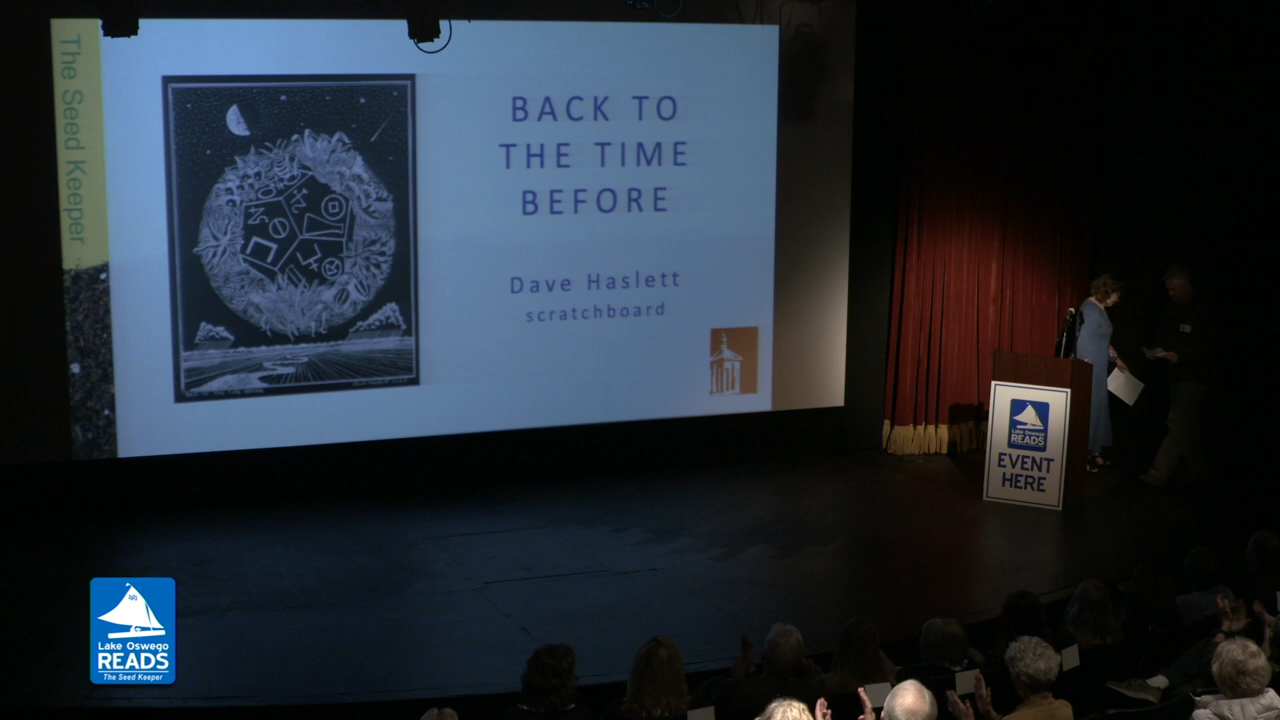 The Seed Keeper
BACK TO
THE TIME
BEFORE
Dave Haslett
scratchboard
Lake Oswego
READS
EVENT
HERE
Lake Oswego
READS
The Seed Keeper